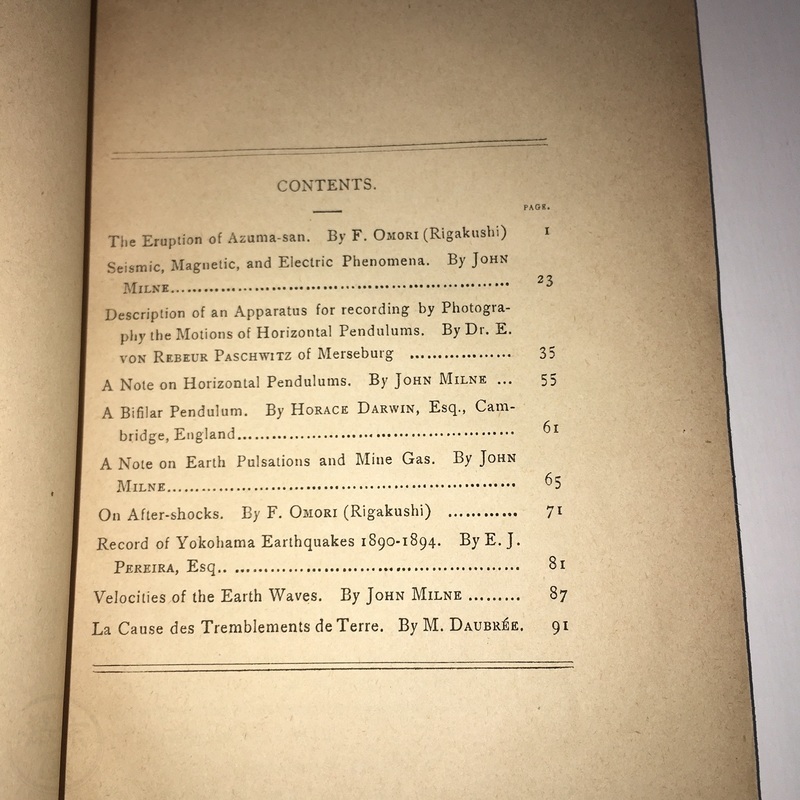 CONTENTS.
PAGE.
The Eruption of Azuma-san. By F. OMORI (Rigakushi) 1
Seismic, Magnetic, and Electric Phenomena. By JOHN
MILNE................................................................ 23
Description of an Apparatus for recording by Photogra-
phy the Motions of Horizontal Pendulums. By Dr. E.
VON REBEUR PASCHWITZ of Merseburg .................. 35
A Note on Horizontal Pendulums. By JOHN MILNE ... 55
A Bifilar Pendulum. By HORACE DARWIN, Esq., Cam-
bridge, England.................................................. 61
A Note on Earth Pulsations and Mine Gas. By JOHN
MILNE................................................................ 65
On After-shocks. By F. OMORI (Rigakushi) ............ 71
Record of Yokohama Earthquakes 1890-1894. By E. J.
PEREIRA, Esq.. .................................................. 81
Velocities of the Earth Waves. By JOHN MILNE ......... 87
La Cause des Tremblements de Terre. By M. DAUBRÉE. 91